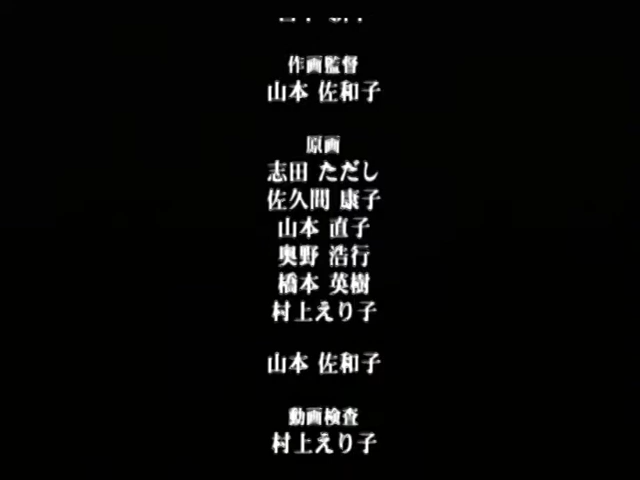 作画監督
山本 佐和子
原画
志田 ただし
佐久間 康子
山本 直子
奥野 浩行
橋本 英樹
村上えり子
山本 佐和子
動画検査
村上えり子